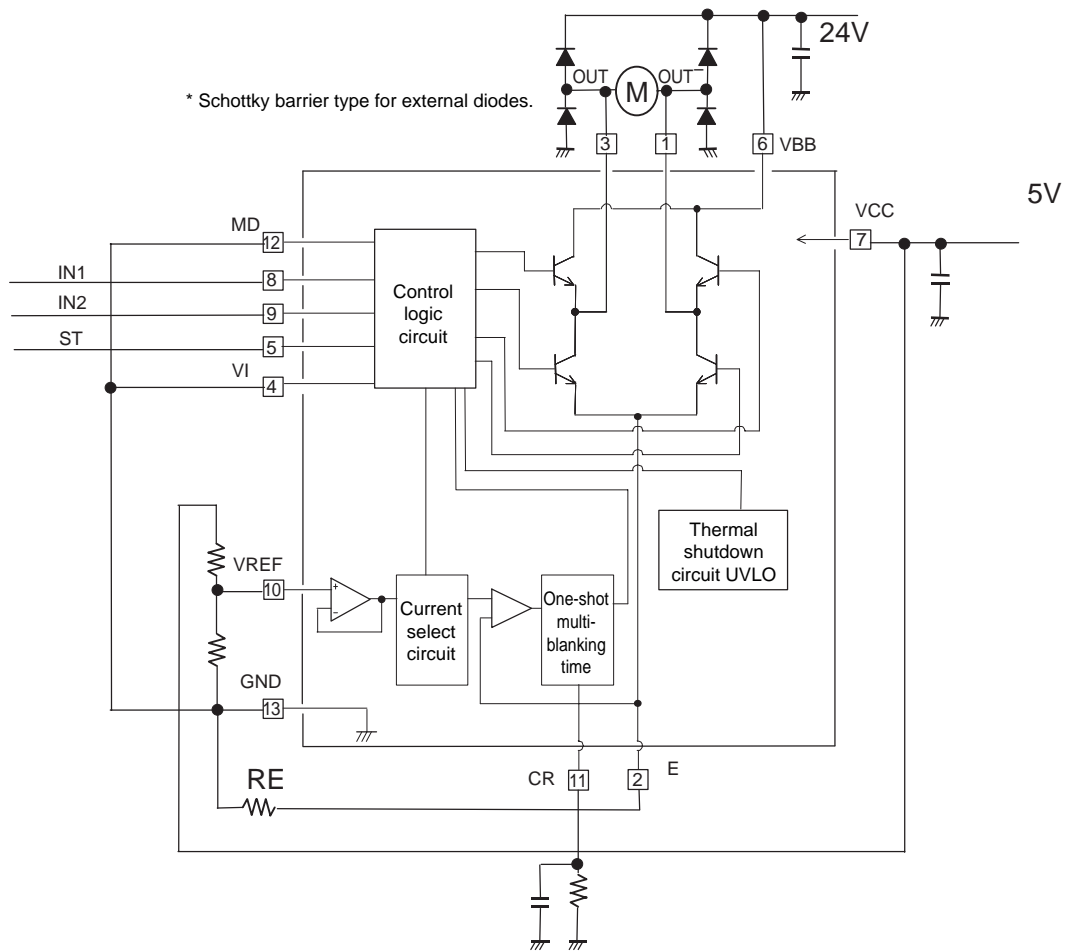 24V
OUT
OUT‾
M
* Schottky barrier type for external diodes.
3
1
6
VBB
5V
VCC
7
MD
12
IN1
8
IN2
9
ST
5
VI
4
Control
logic
circuit
Thermal
shutdown
circuit UVLO
VREF
10
+
−
Current
select
circuit
One-shot
multi-
blanking
time
GND
13
RE
CR
11
2
E